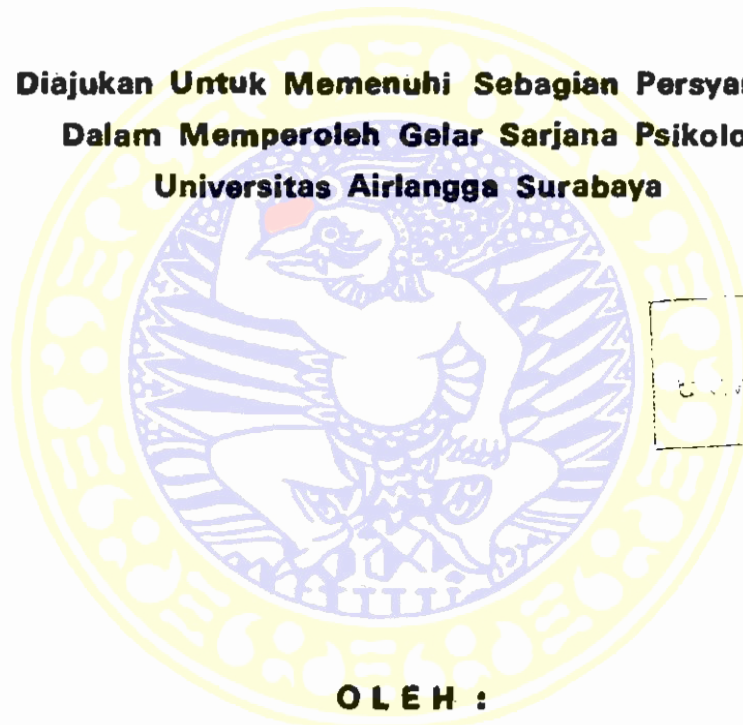 Diajukan Untuk Memenuhi Sebagian
Dalam Memperoleh Gelar Sarjana
Universitas Airlangga Surabaya
OLEH :